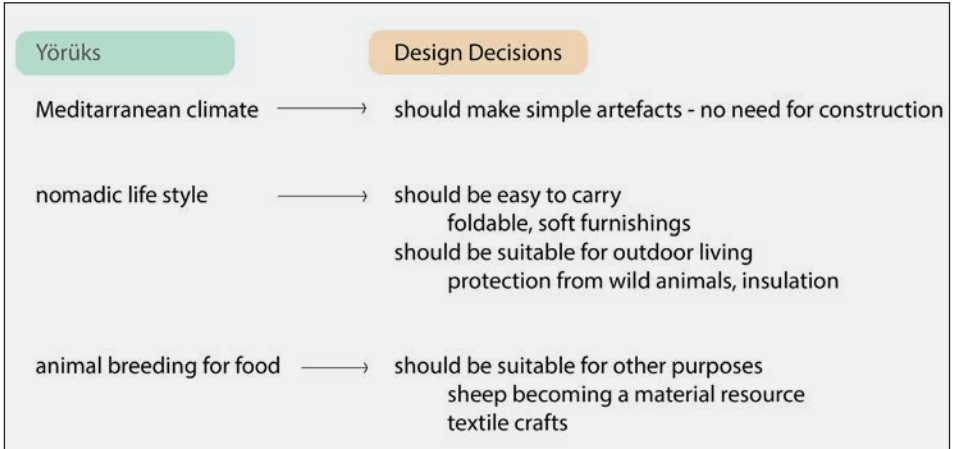 Yörüks Design Decisions
Meditarranean climate → should make simple artefacts - no need for construction
nomadic life style → should be easy to carry
foldable, soft furnishings
should be suitable for outdoor living
protection from wild animals, insulation
animal breeding for food → should be suitable for other purposes
sheep becoming a material resource
textile crafts